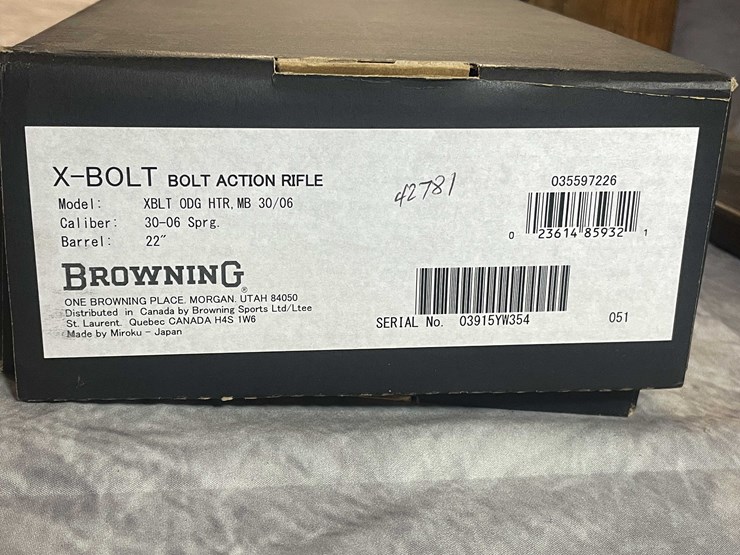 X-BOLT BOLT ACTION RIFLE
Model: XBLT ODG HTR, MB 30/06
Caliber: 30-06 Sprg.
Barrel: 22"
BROWNING®
ONE BROWNING PLACE. MORGAN. UTAH 84050
Distributed in Canada by Browning Sports Ltd/Ltee
St. Laurent. Quebec CANADA H4S 1W6
Made by Miroku - Japan
42781
035597226
0 23614 85932 1
SERIAL No. 03915YW354
051